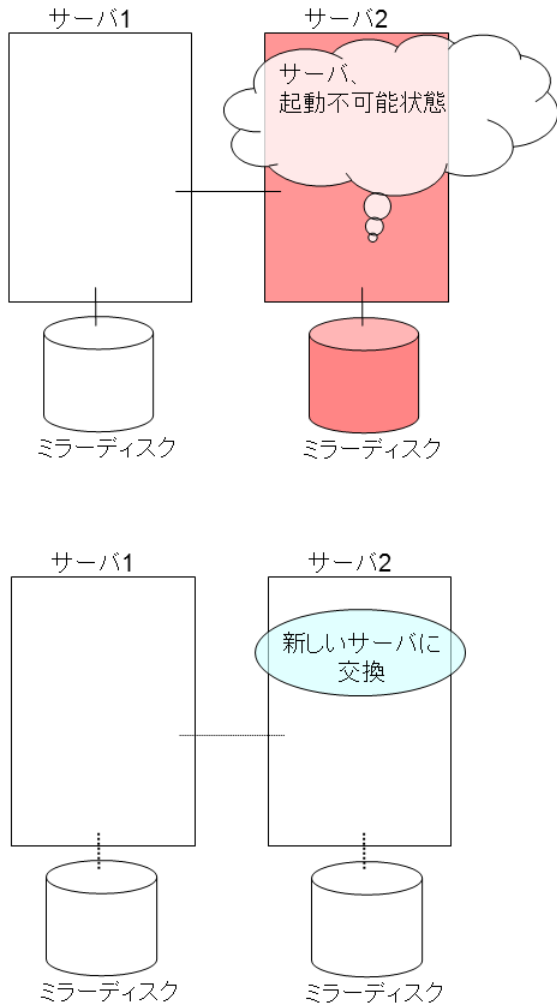 サーバ1
サーバ2
サーバ、
起動不可能状態
ミラーディスク
ミラーディスク
サーバ1
サーバ2
新しいサーバに
交換
ミラーディスク
ミラーディスク